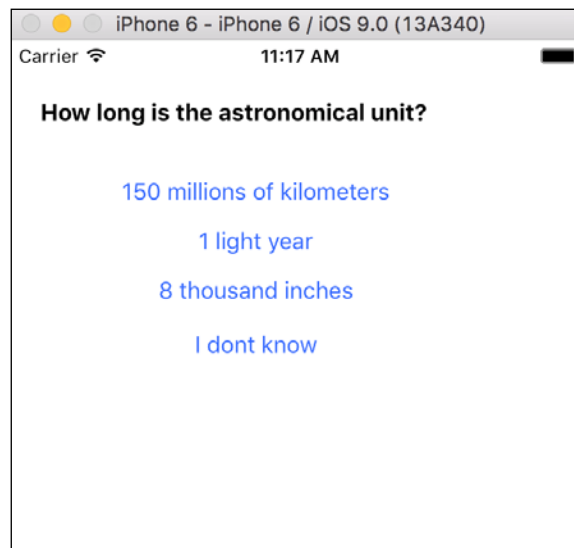 iPhone 6 - iPhone 6 / iOS 9.0 (13A340)
Carrier 11:17 AM
How long is the astronomical unit?
150 millions of kilometers
1 light year
8 thousand inches
I dont know